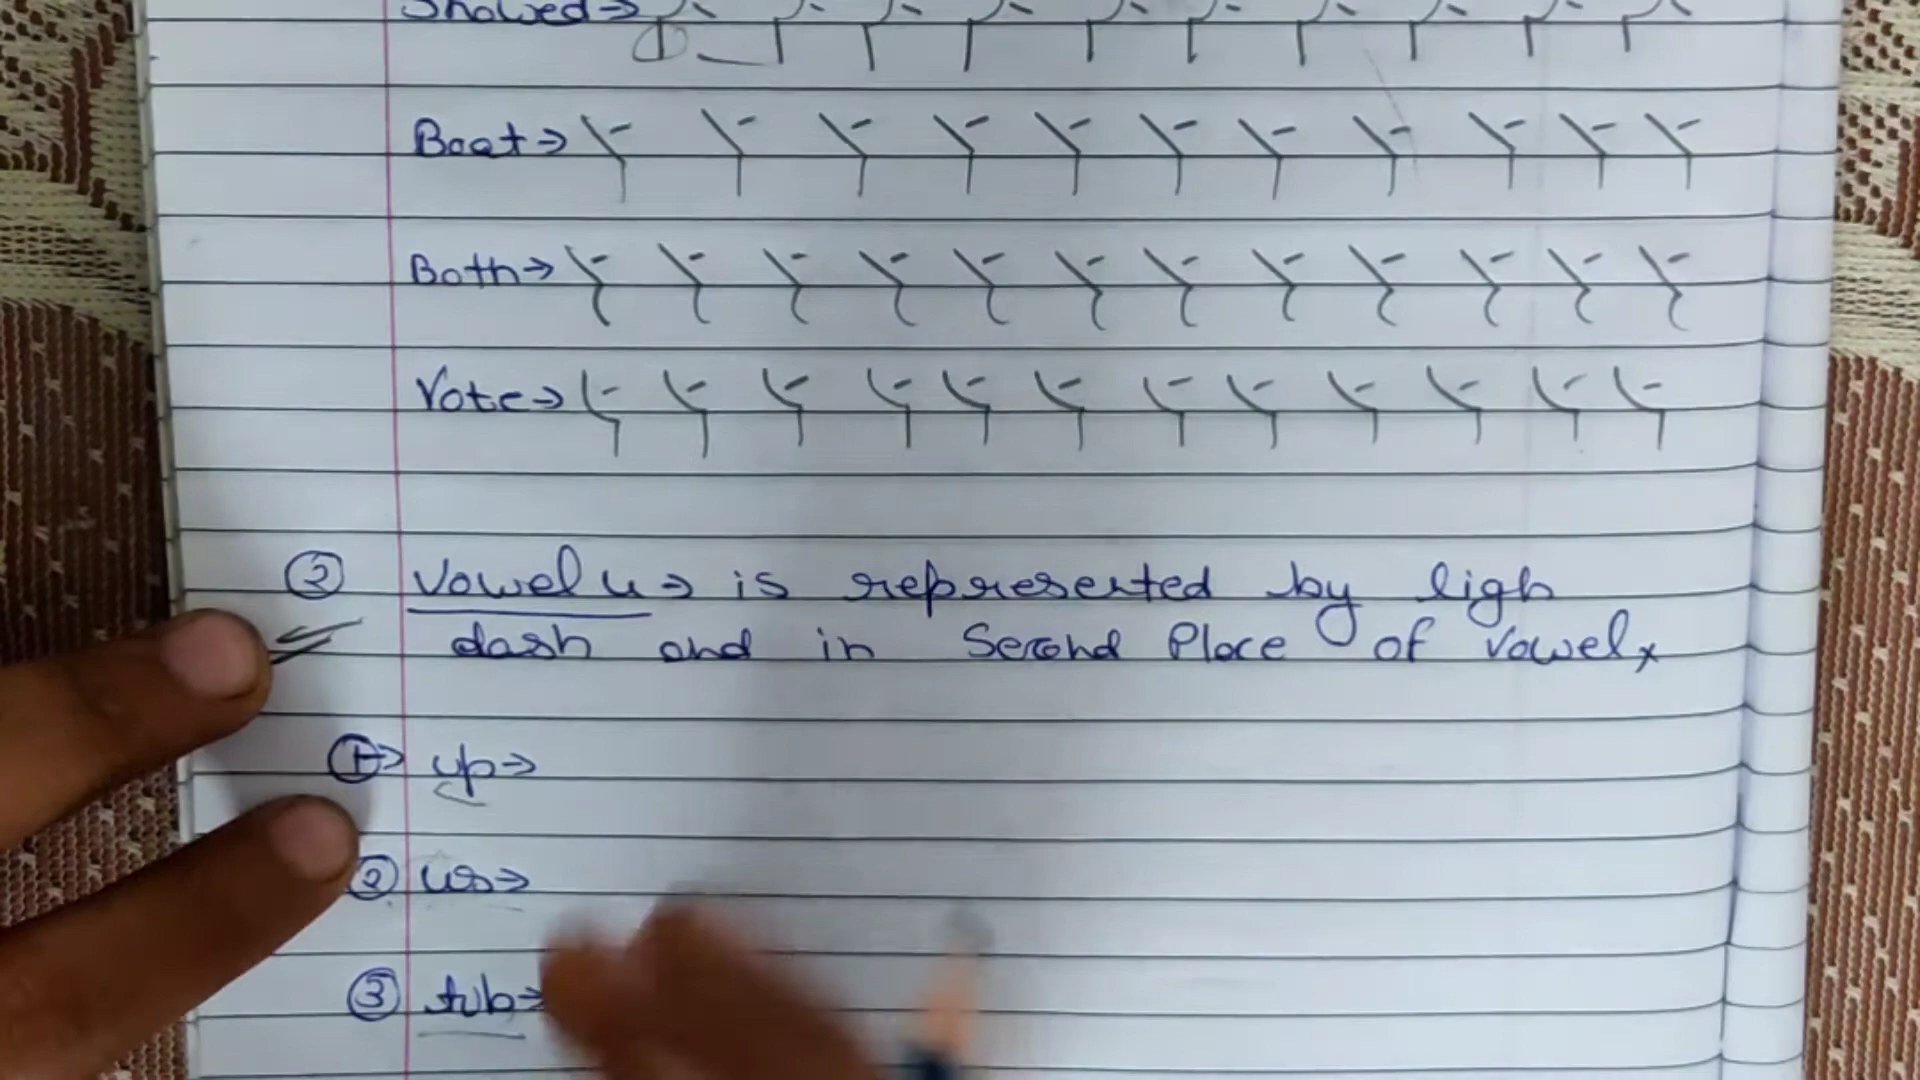 Showed→
Boat→
Both→
Vote→
② Vowel u→ is represented by ligh
dash and in Second Place of vowel x
①→ up→
② us→
③ tub→